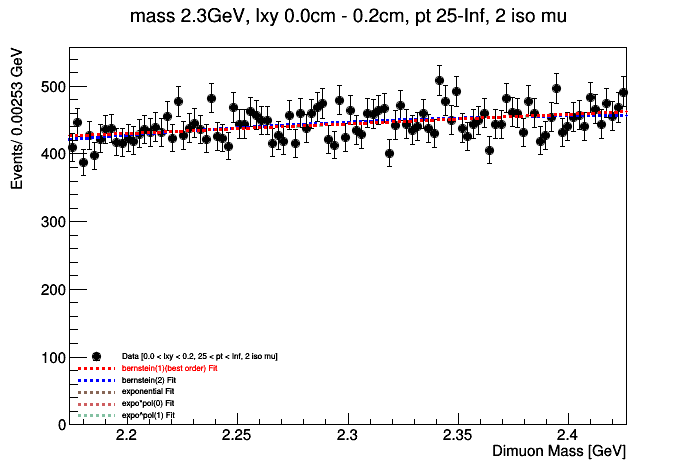 mass 2.3GeV, lxy 0.0cm - 0.2cm, pt 25-Inf, 2 iso mu
Events/ 0.00253 GeV
500
400
300
200
100
0
Data [0.0 < lxy < 0.2, 25 < pt < Inf, 2 iso mu]
bernstein(1)(best order) Fit
bernstein(2) Fit
exponential Fit
expo*pol(0) Fit
expo*pol(1) Fit
2.2
2.25
2.3
2.35
2.4
Dimuon Mass [GeV]